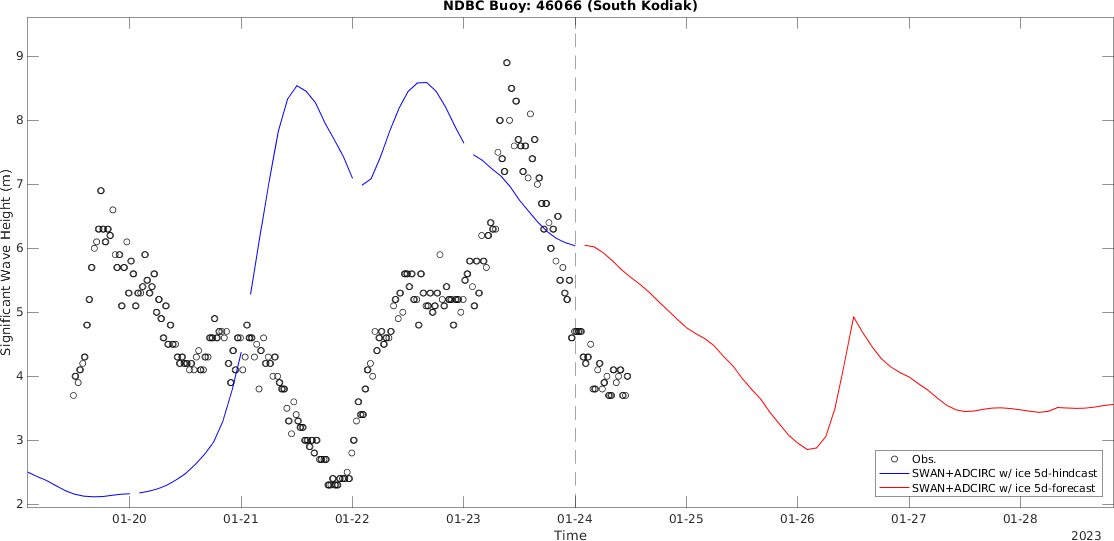 NDBC Buoy: 46066 (South Kodiak)
Significant Wave Height (m)
9
8
7
6
5
4
3
2
Obs.
SWAN+ADCIRC w/ ice 5d-hindcast
SWAN+ADCIRC w/ ice 5d-forecast
01-20 01-21 01-22 01-23 01-24 01-25 01-26 01-27 01-28
Time
2023